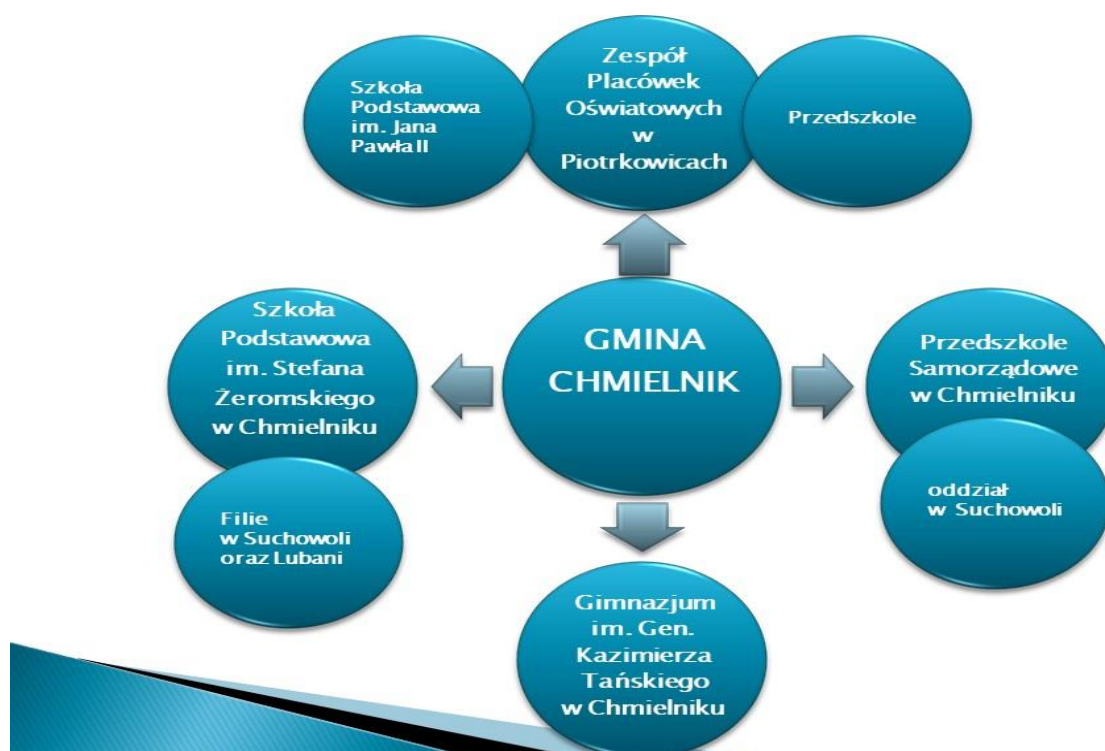 Szkoła
Podstawowa
im. Jana
Pawła II
Zespół
Placówek
Oświatowych
w
Piotrkowicach
Przedszkole
Szkoła
Podstawowa
im. Stefana
Żeromskiego
w Chmielniku
GMINA
CHMIELNIK
Przedszkole
Samorządowe
w Chmielniku
Filie
w Suchowoli
oraz Lubani
oddział
w Suchowoli
Gimnazjum
im. Gen.
Kazimierza
Tańskiego
w Chmielniku